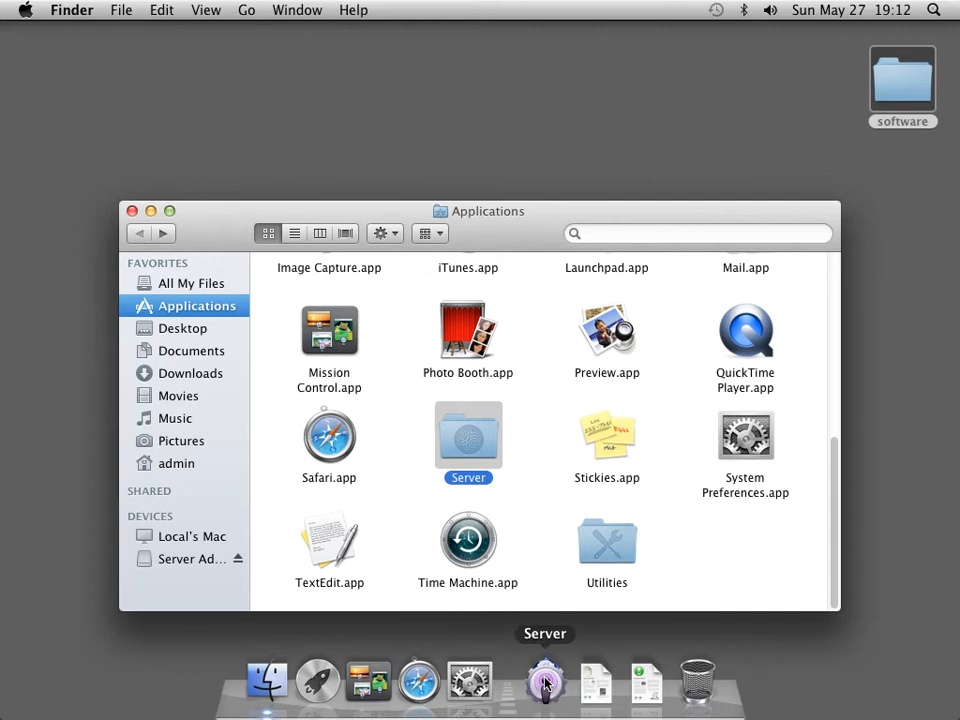 Finder File Edit View Go Window Help Sun May 27 19:12
software
Applications
FAVORITES
All My Files
Applications
Desktop
Documents
Downloads
Movies
Music
Pictures
admin
SHARED
DEVICES
Local's Mac
Server Ad...
Image Capture.app iTunes.app Launchpad.app Mail.app
Mission Control.app Photo Booth.app Preview.app QuickTime Player.app
Safari.app Server Stickies.app System Preferences.app
TextEdit.app Time Machine.app Utilities
Server